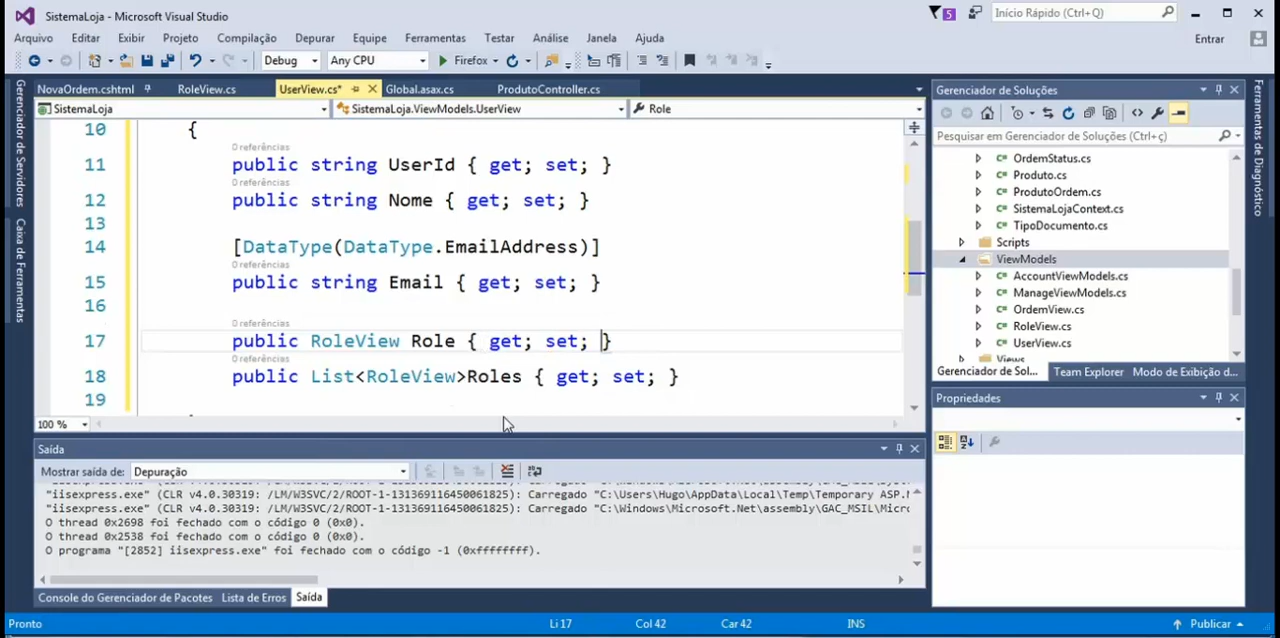 SistemaLoja - Microsoft Visual Studio
5
Início Rápido (Ctrl+Q)
Arquivo Editar Exibir Projeto Compilação Depurar Equipe Ferramentas Testar Análise Janela Ajuda
Entrar
Debug Any CPU Firefox
NovaOrdem.cshtml RoleView.cs UserView.cs* Global.asax.cs ProdutoController.cs
SistemaLoja SistemaLoja.ViewModels.UserView Role
10 {
0 referências
11 public string UserId { get; set; }
0 referências
12 public string Nome { get; set; }
13
14 [DataType(DataType.EmailAddress)]
0 referências
15 public string Email { get; set; }
16
0 referências
17 public RoleView Role { get; set; }
0 referências
18 public List<RoleView>Roles { get; set; }
19
100 %
Gerenciador de Servidores
Caixa de Ferramentas
Gerenciador de Soluções
Pesquisar em Gerenciador de Soluções (Ctrl+ç)
OrdemStatus.cs
Produto.cs
ProdutoOrdem.cs
SistemaLojaContext.cs
TipoDocumento.cs
Scripts
ViewModels
AccountViewModels.cs
ManageViewModels.cs
OrdemView.cs
RoleView.cs
UserView.cs
Views
Gerenciador de Sol... Team Explorer Modo de Exibição d...
Propriedades
Ferramentas de Diagnóstico
Saída
Mostrar saída de: Depuração
"iisexpress.exe" (CLR v4.0.30319: /LM/W3SVC/2/ROOT-1-131369116450061825): Carregado "C:\Users\Hugo\AppData\Local\Temp\Temporary ASP.N
"iisexpress.exe" (CLR v4.0.30319: /LM/W3SVC/2/ROOT-1-131369116450061825): Carregado "C:\Windows\Microsoft.Net\assembly\GAC_MSIL\Micro
O thread 0x2698 foi fechado com o código 0 (0x0).
O thread 0x2538 foi fechado com o código 0 (0x0).
O programa "[2852] iisexpress.exe" foi fechado com o código -1 (0xffffffff).
Console do Gerenciador de Pacotes Lista de Erros Saída
Pronto Li 17 Col 42 Car 42 INS Publicar